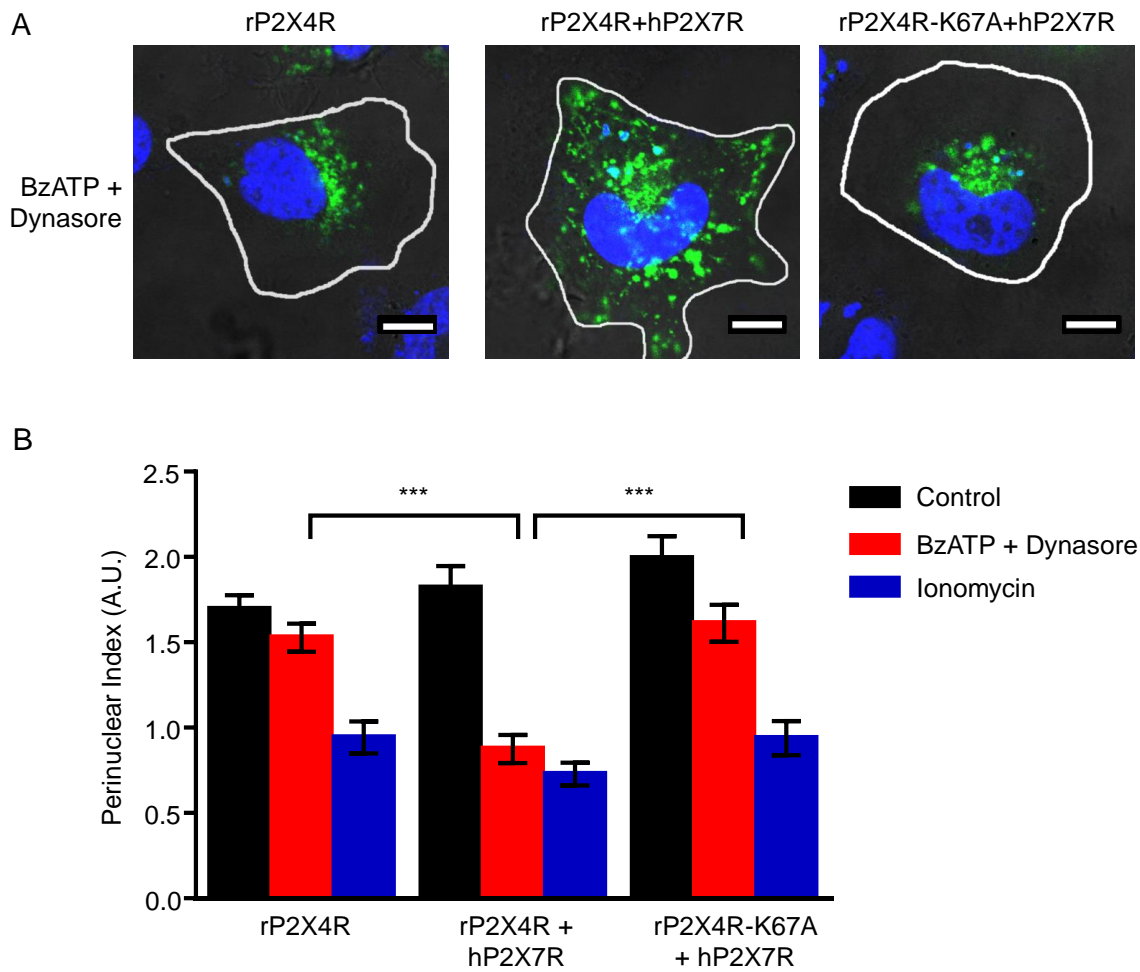 A
rP2X4R
rP2X4R+hP2X7R
rP2X4R-K67A+hP2X7R
BzATP +
Dynasore
B
Perinuclear Index (A.U.)
2.5
2.0
1.5
1.0
0.5
0.0
***
***
Control
BzATP + Dynasore
Ionomycin
rP2X4R
rP2X4R +
hP2X7R
rP2X4R-K67A
+ hP2X7R